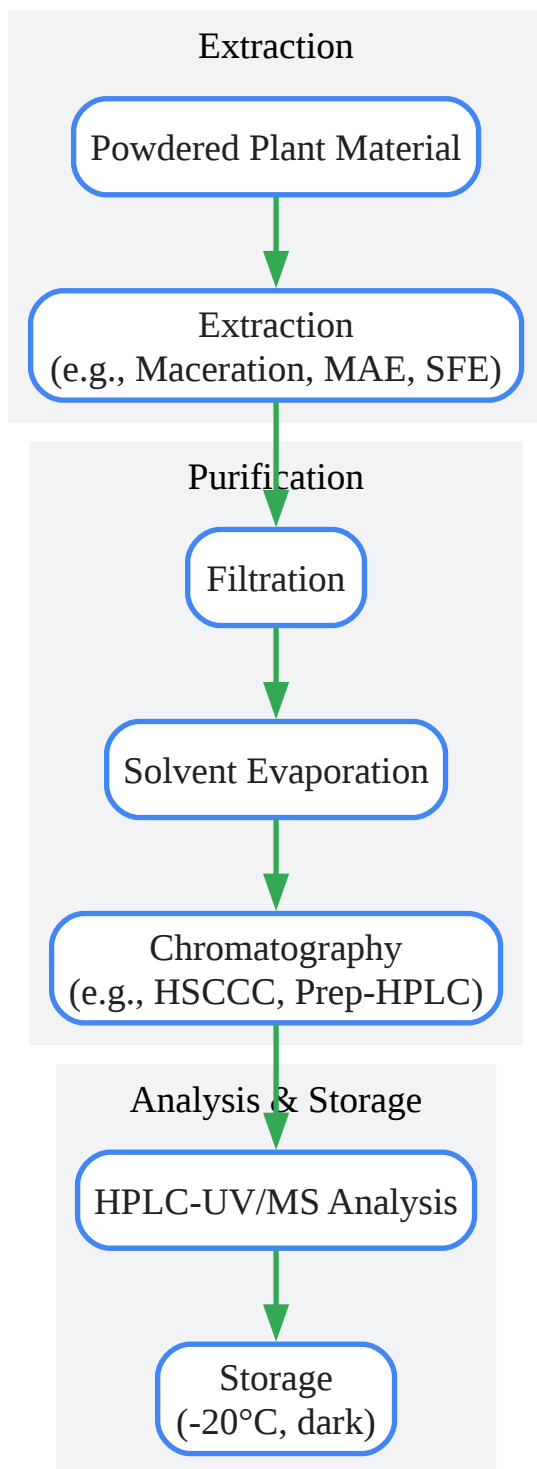 Extraction
Powdered Plant Material
Extraction
(e.g., Maceration, MAE, SFE)
Purification
Filtration
Solvent Evaporation
Chromatography
(e.g., HSCCC, Prep-HPLC)
Analysis & Storage
HPLC-UV/MS Analysis
Storage
(-20°C, dark)